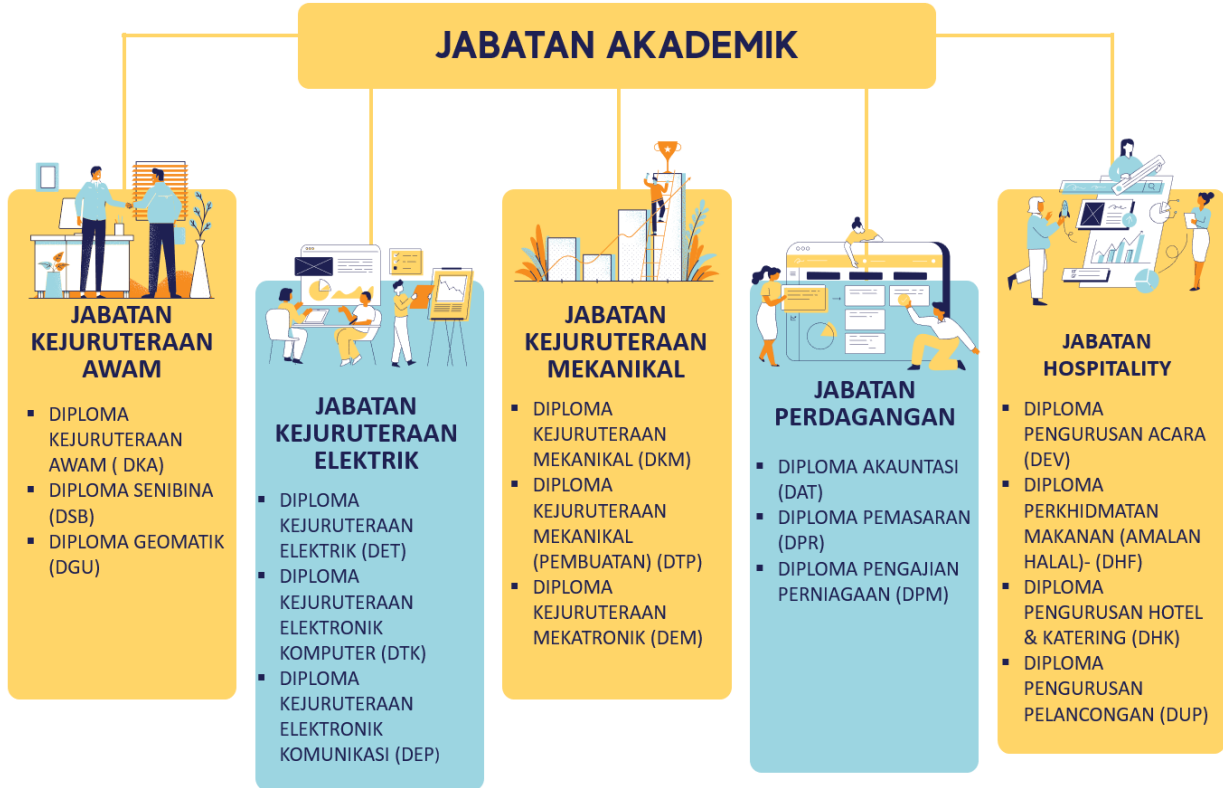 JABATAN AKADEMIK
JABATAN
KEJURUTERAAN
AWAM
▪ DIPLOMA
KEJURUTERAAN
AWAM ( DKA)
▪ DIPLOMA SENIBINA
(DSB)
▪ DIPLOMA GEOMATIK
(DGU)
JABATAN
KEJURUTERAAN
ELEKTRIK
▪ DIPLOMA
KEJURUTERAAN
ELEKTRIK (DET)
▪ DIPLOMA
KEJURUTERAAN
ELEKTRONIK
KOMPUTER (DTK)
▪ DIPLOMA
KEJURUTERAAN
ELEKTRONIK
KOMUNIKASI (DEP)
JABATAN
KEJURUTERAAN
MEKANIKAL
▪ DIPLOMA
KEJURUTERAAN
MEKANIKAL (DKM)
▪ DIPLOMA
KEJURUTERAAN
MEKANIKAL
(PEMBUATAN) (DTP)
▪ DIPLOMA
KEJURUTERAAN
MEKATRONIK (DEM)
JABATAN
PERDAGANGAN
▪ DIPLOMA AKAUNTASI
(DAT)
▪ DIPLOMA PEMASARAN
(DPR)
▪ DIPLOMA PENGAJIAN
PERNIAGAAN (DPM)
JABATAN
HOSPITALITY
▪ DIPLOMA
PENGURUSAN ACARA
(DEV)
▪ DIPLOMA
PERKHIDMATAN
MAKANAN (AMALAN
HALAL)- (DHF)
▪ DIPLOMA
PENGURUSAN HOTEL
& KATERING (DHK)
▪ DIPLOMA
PENGURUSAN
PELANCONGAN (DUP)